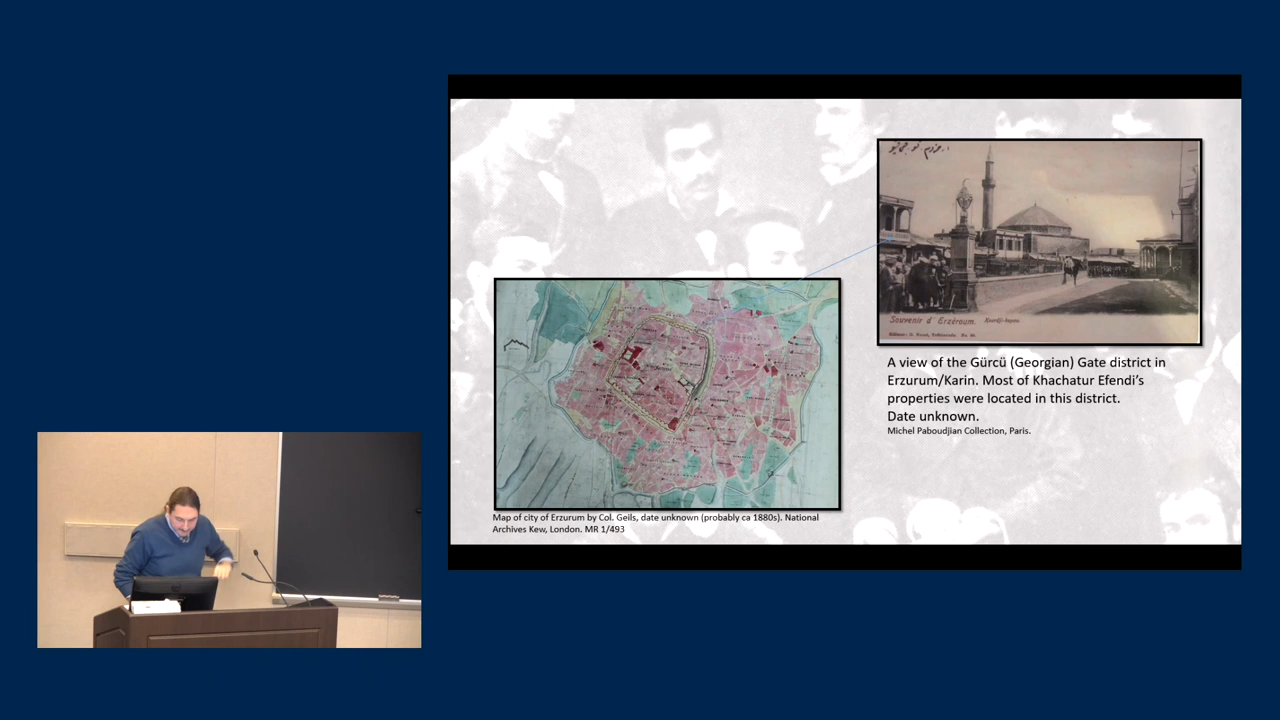 Souvenir d' Erzéroum.
A view of the Gürcü (Georgian) Gate district in
Erzurum/Karin. Most of Khachatur Efendi's
properties were located in this district.
Date unknown.
Michel Paboudjian Collection, Paris.
Map of city of Erzurum by Col. Geils, date unknown (probably ca 1880s). National
Archives Kew, London. MR 1/493